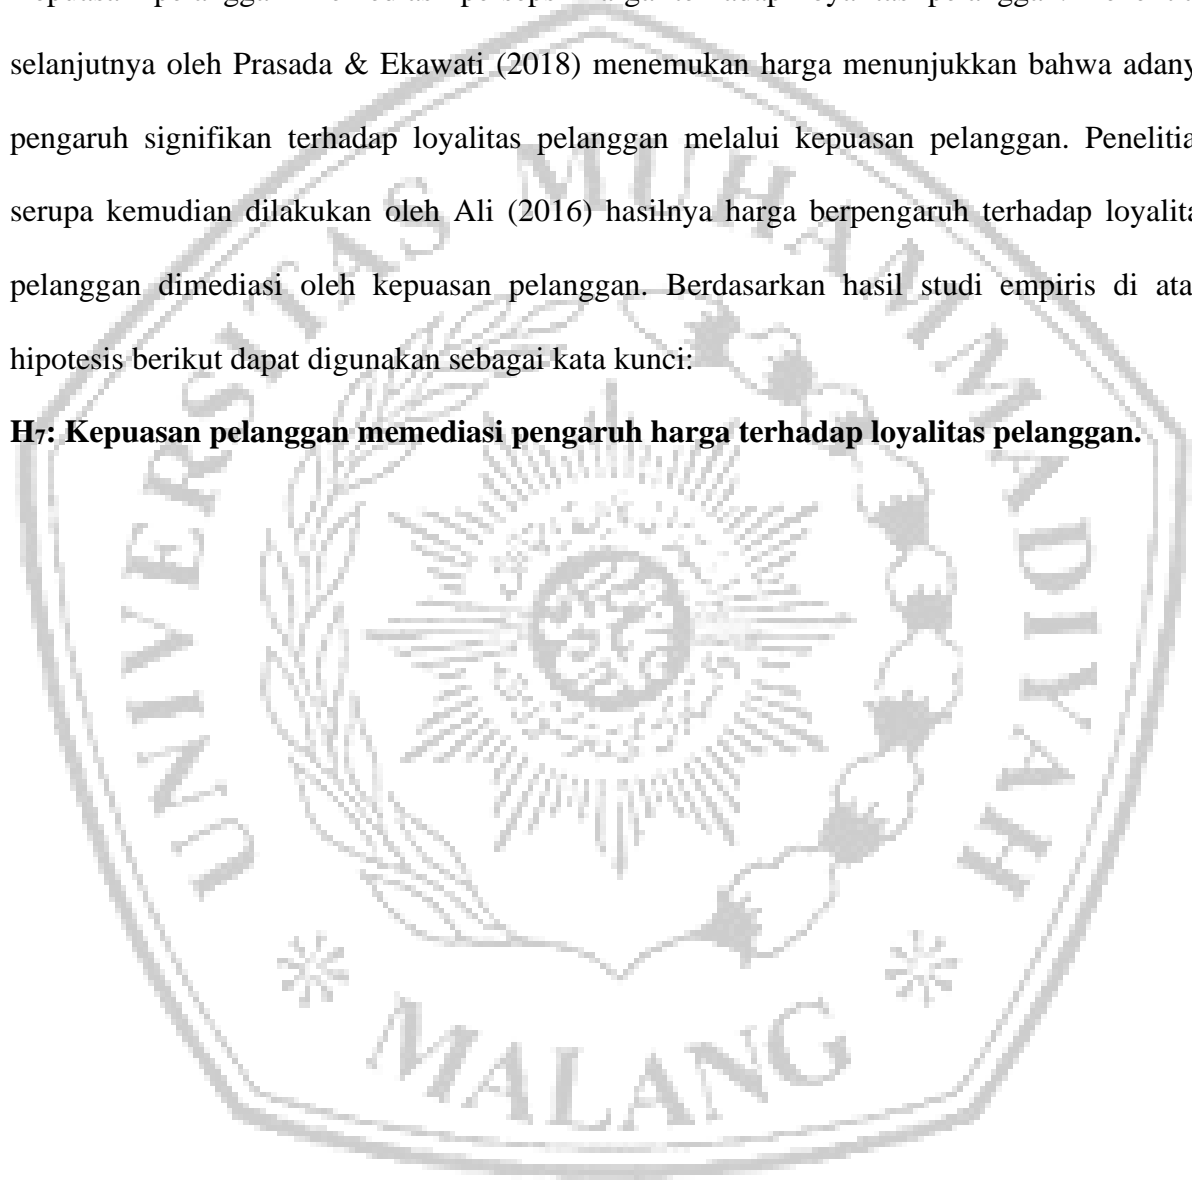 selanjutnya oleh Prasada & Ekawati (2018) menemukan harga menunjukkan bahwa adany
pengaruh signifikan terhadap loyalitas pelanggan melalui kepuasan pelanggan. Penelitia
serupa kemudian dilakukan oleh Ali (2016) hasilnya harga berpengaruh terhadap loyalita
pelanggan dimediasi oleh kepuasan pelanggan. Berdasarkan hasil studi empiris di ata
hipotesis berikut dapat digunakan sebagai kata kunci:
H₇: Kepuasan pelanggan memediasi pengaruh harga terhadap loyalitas pelanggan.
UNIVERSITAS MUHAMMADIYAH
MALANG